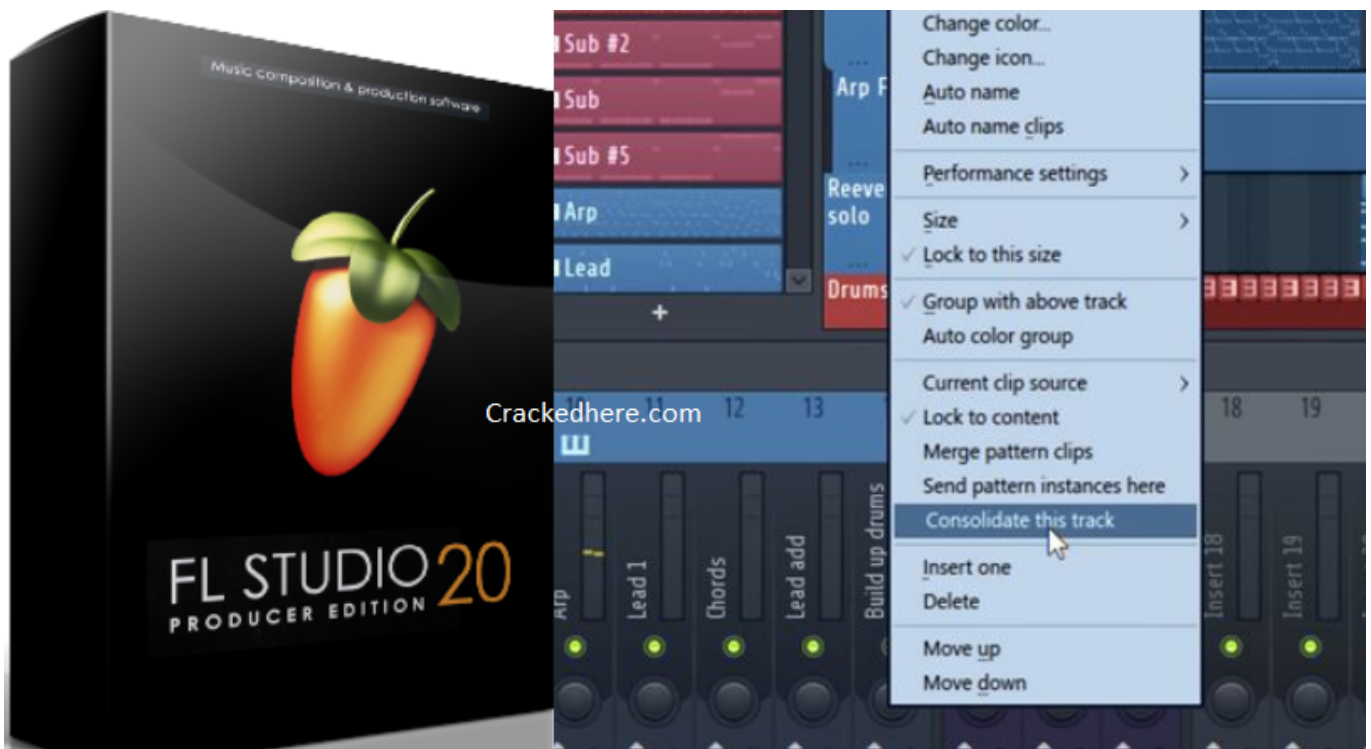 Music composition & production software
FL STUDIO 20
PRODUCER EDITION
Crackedhere.com
Sub #2
Sub
Sub #5
Arp
Lead
+
Arp F
Reeve
solo
Drums
Change color...
Change icon...
Auto name
Auto name clips
Performance settings
Size
Lock to this size
Group with above track
Auto color group
Current clip source
Lock to content
Merge pattern clips
Send pattern instances here
Consolidate this track
Insert one
Delete
Move up
Move down
10 11 12 13 18 19
Arp
Lead 1
Chords
Lead add
Build up drums
Insert 18
Insert 19